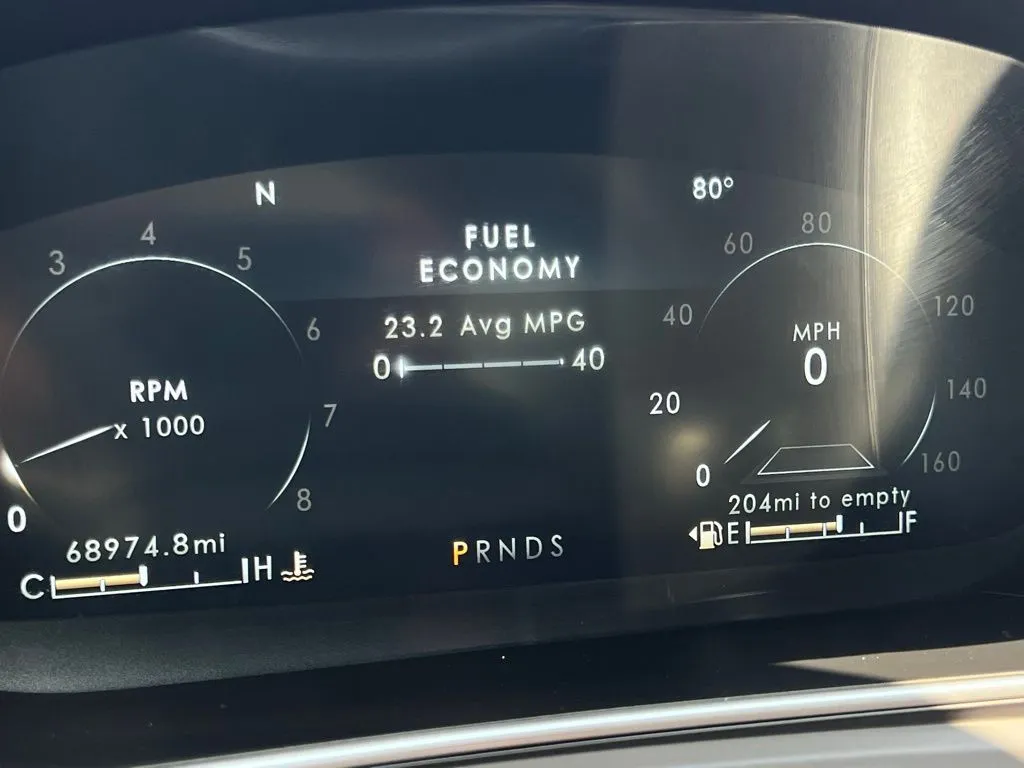 N
80°
FUEL
ECONOMY
23.2 Avg MPG
0 40
3
4
5
6
7
8
RPM
x 1000
0
68974.8mi
C H
PRNDS
0
20
40
60
80
120
140
160
MPH
0
204mi to empty
E F